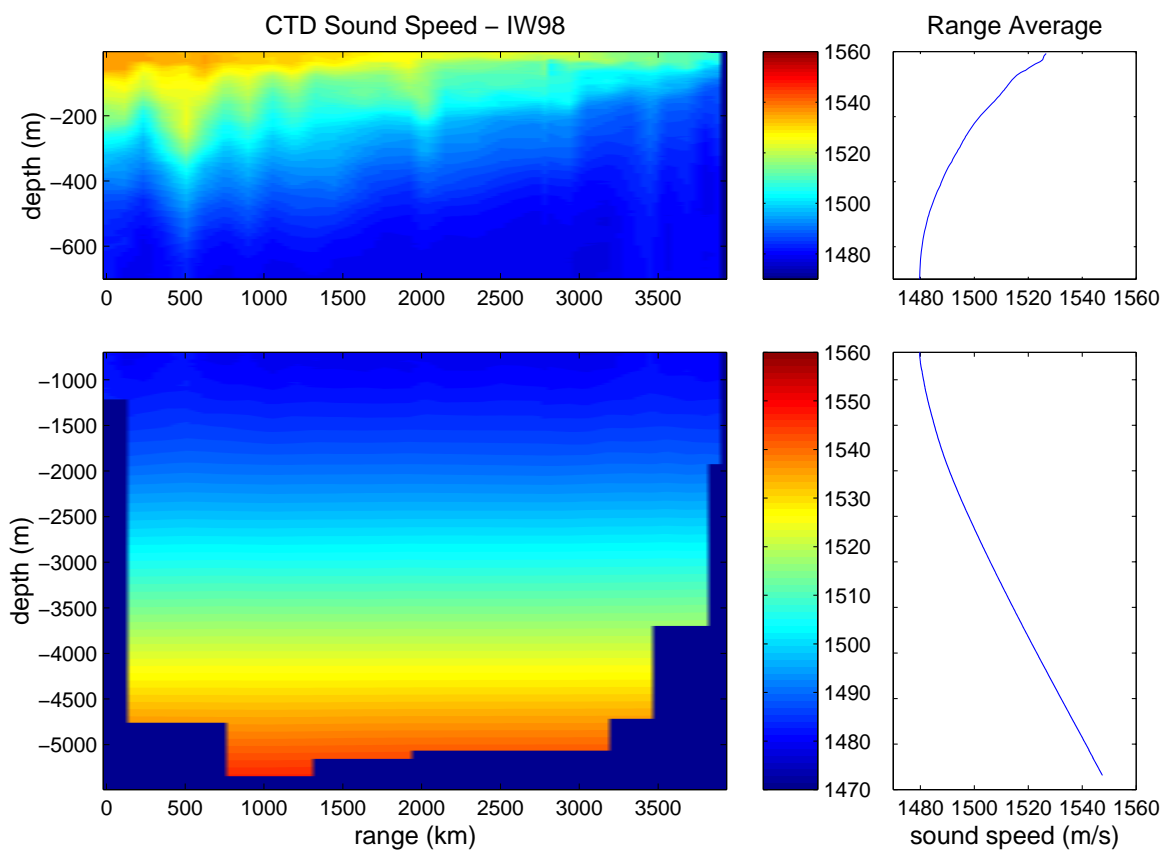 CTD Sound Speed – IW98
Range Average
depth (m)
−200
−400
−600
0 500 1000 1500 2000 2500 3000 3500
1560
1540
1520
1500
1480
1480 1500 1520 1540 1560
depth (m)
−1000
−1500
−2000
−2500
−3000
−3500
−4000
−4500
−5000
0 500 1000 1500 2000 2500 3000 3500
range (km)
1560
1550
1540
1530
1520
1510
1500
1490
1480
1470
1480 1500 1520 1540 1560
sound speed (m/s)